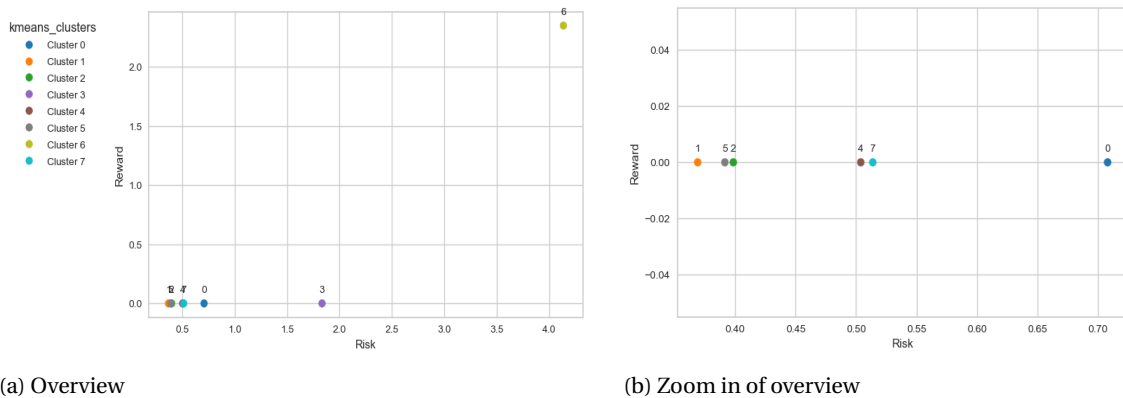 kmeans_clusters
Cluster 0
Cluster 1
Cluster 2
Cluster 3
Cluster 4
Cluster 5
Cluster 6
Cluster 7
6
2.0
1.5
1.0
0.5
0.0
Reward
0
3
0.5
1.0
1.5
2.0
2.5
3.0
3.5
4.0
Risk
(a) Overview
0.04
0.02
0.00
−0.02
−0.04
Reward
1
5
2
4
7
0
0.40
0.45
0.50
0.55
0.60
0.65
0.70
Risk
(b) Zoom in of overview